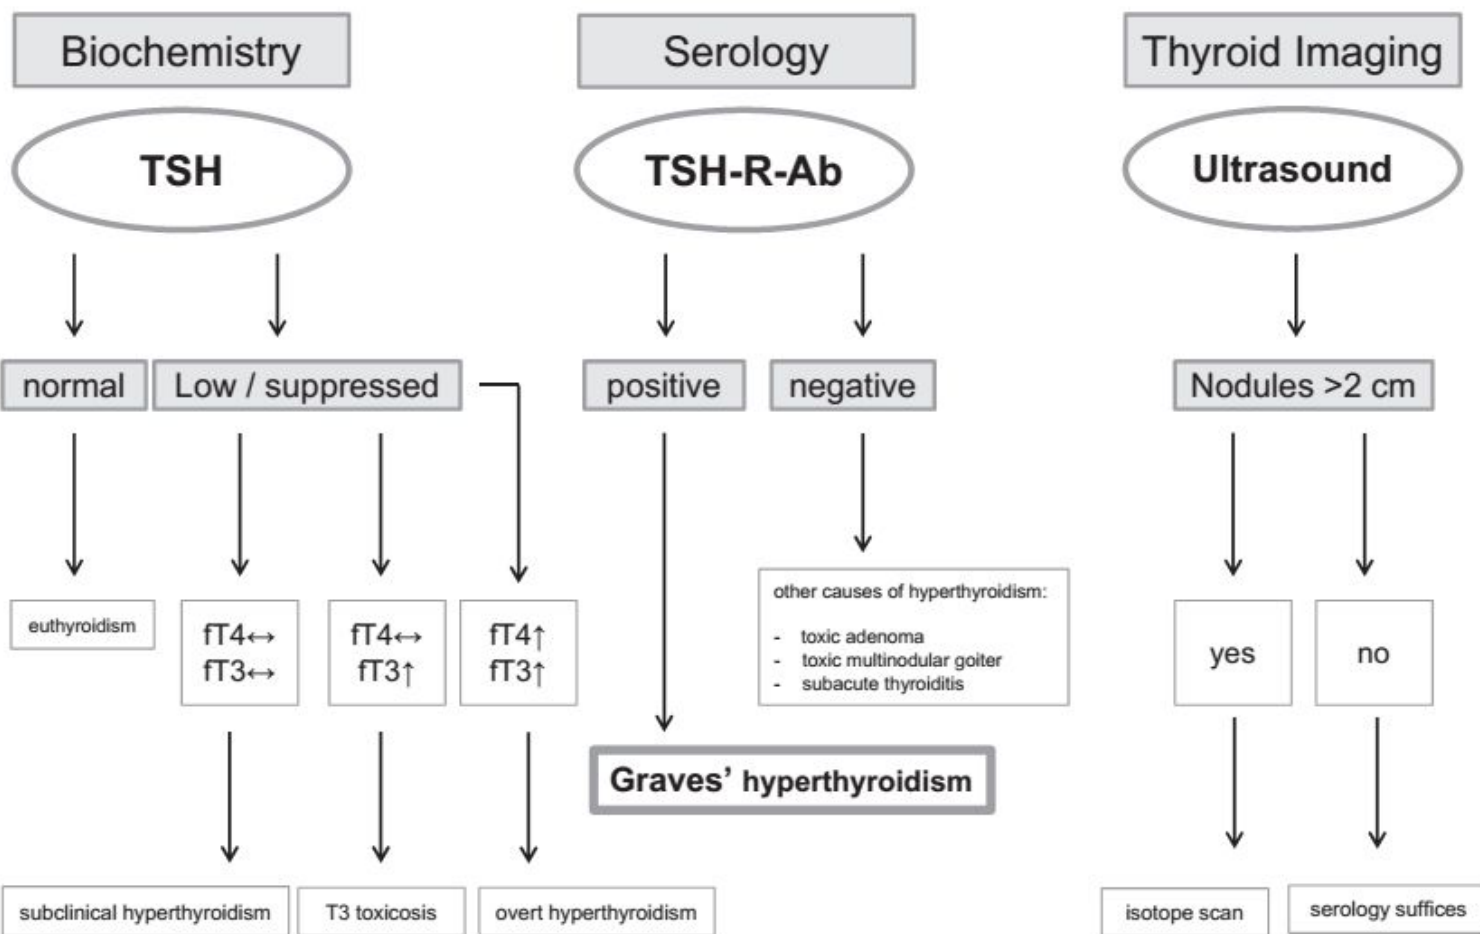 Biochemistry
Serology
Thyroid Imaging
TSH
TSH-R-Ab
Ultrasound
normal
Low / suppressed
positive
negative
Nodules >2 cm
euthyroidism
fT4↔
fT3↔
fT4↔
fT3↑
fT4↑
fT3↑
other causes of hyperthyroidism:
- toxic adenoma
- toxic multinodular goiter
- subacute thyroiditis
yes
no
Graves’ hyperthyroidism
subclinical hyperthyroidism
T3 toxicosis
overt hyperthyroidism
isotope scan
serology suffices